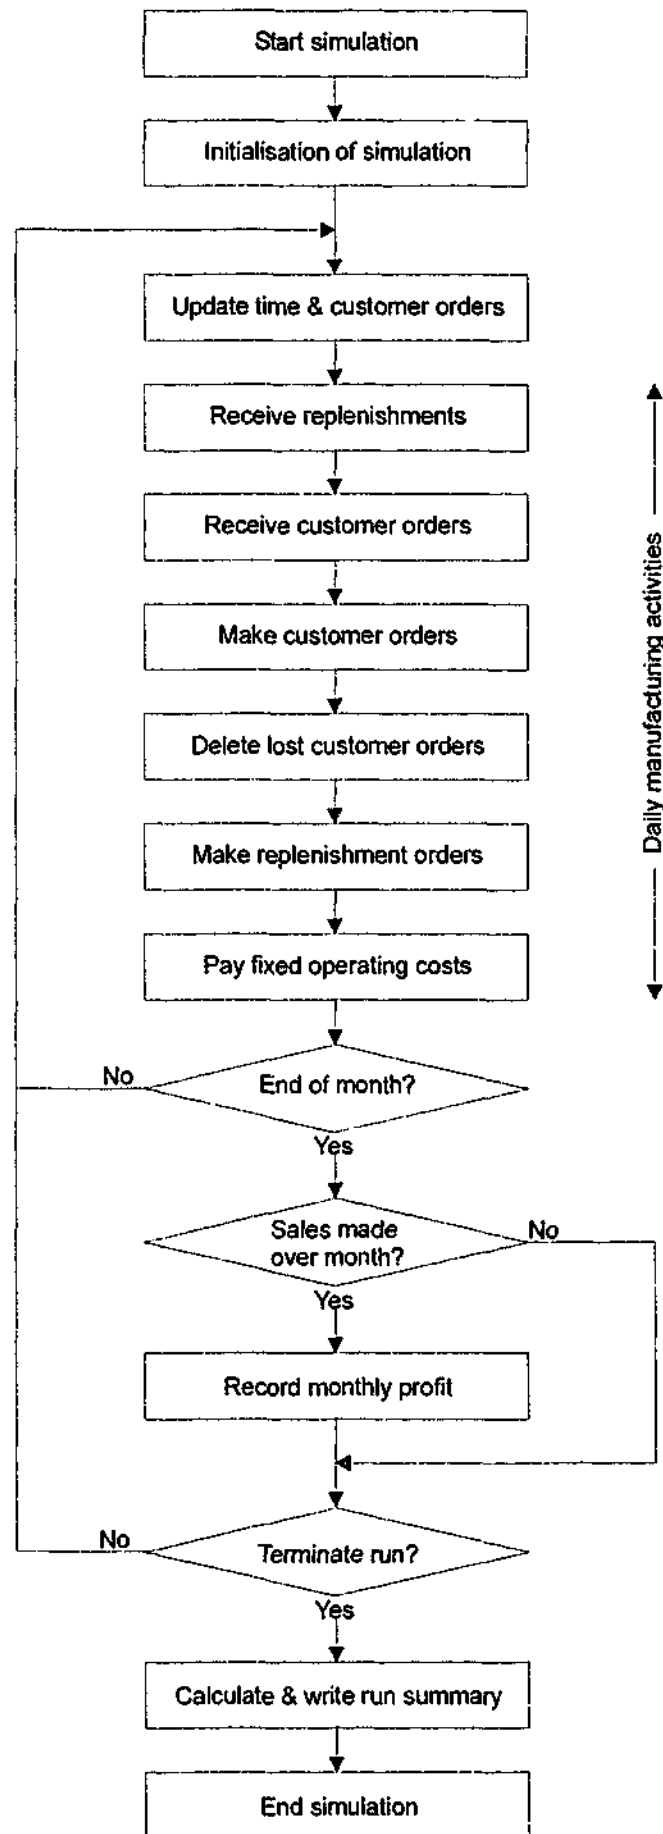 Start simulation
Initialisation of simulation
Update time & customer orders
Receive replenishments
Receive customer orders
Make customer orders
Delete lost customer orders
Make replenishment orders
Pay fixed operating costs
Daily manufacturing activities
End of month?
No
Yes
Sales made
over month?
No
Yes
Record monthly profit
Terminate run?
No
Yes
Calculate & write run summary
End simulation